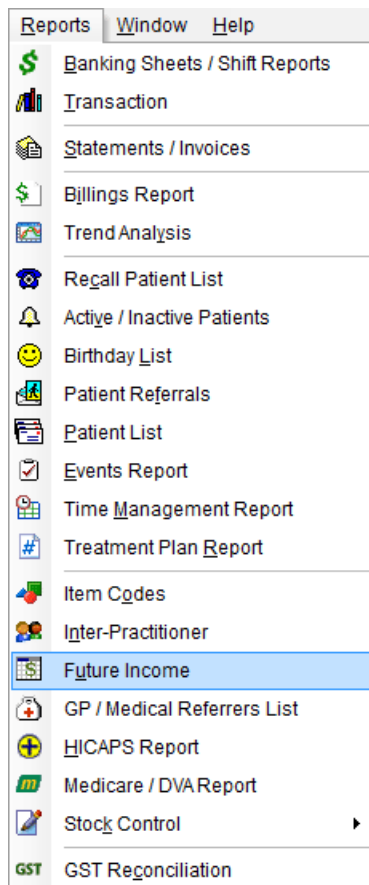 Reports Window Help
Banking Sheets / Shift Reports
Transaction
Statements / Invoices
$ Billings Report
Trend Analysis
Recall Patient List
Active / Inactive Patients
Birthday List
Patient Referrals
Patient List
Events Report
Time Management Report
# Treatment Plan Report
Item Codes
Inter-Practitioner
Future Income
GP / Medical Referrers List
HICAPS Report
m Medicare / DVA Report
Stock Control
GST GST Reconciliation